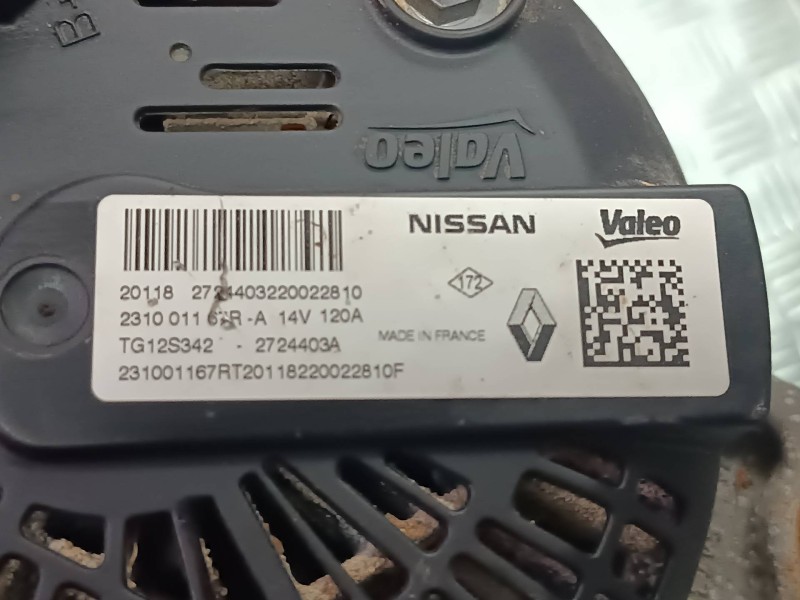 B+
Valeo
NISSAN Valeo
20118 2724403220022810
172
2310 011 -A 14V 120A
MADE IN FRANCE
TG12S342 - 2724403A
231001167RT20118220022810F